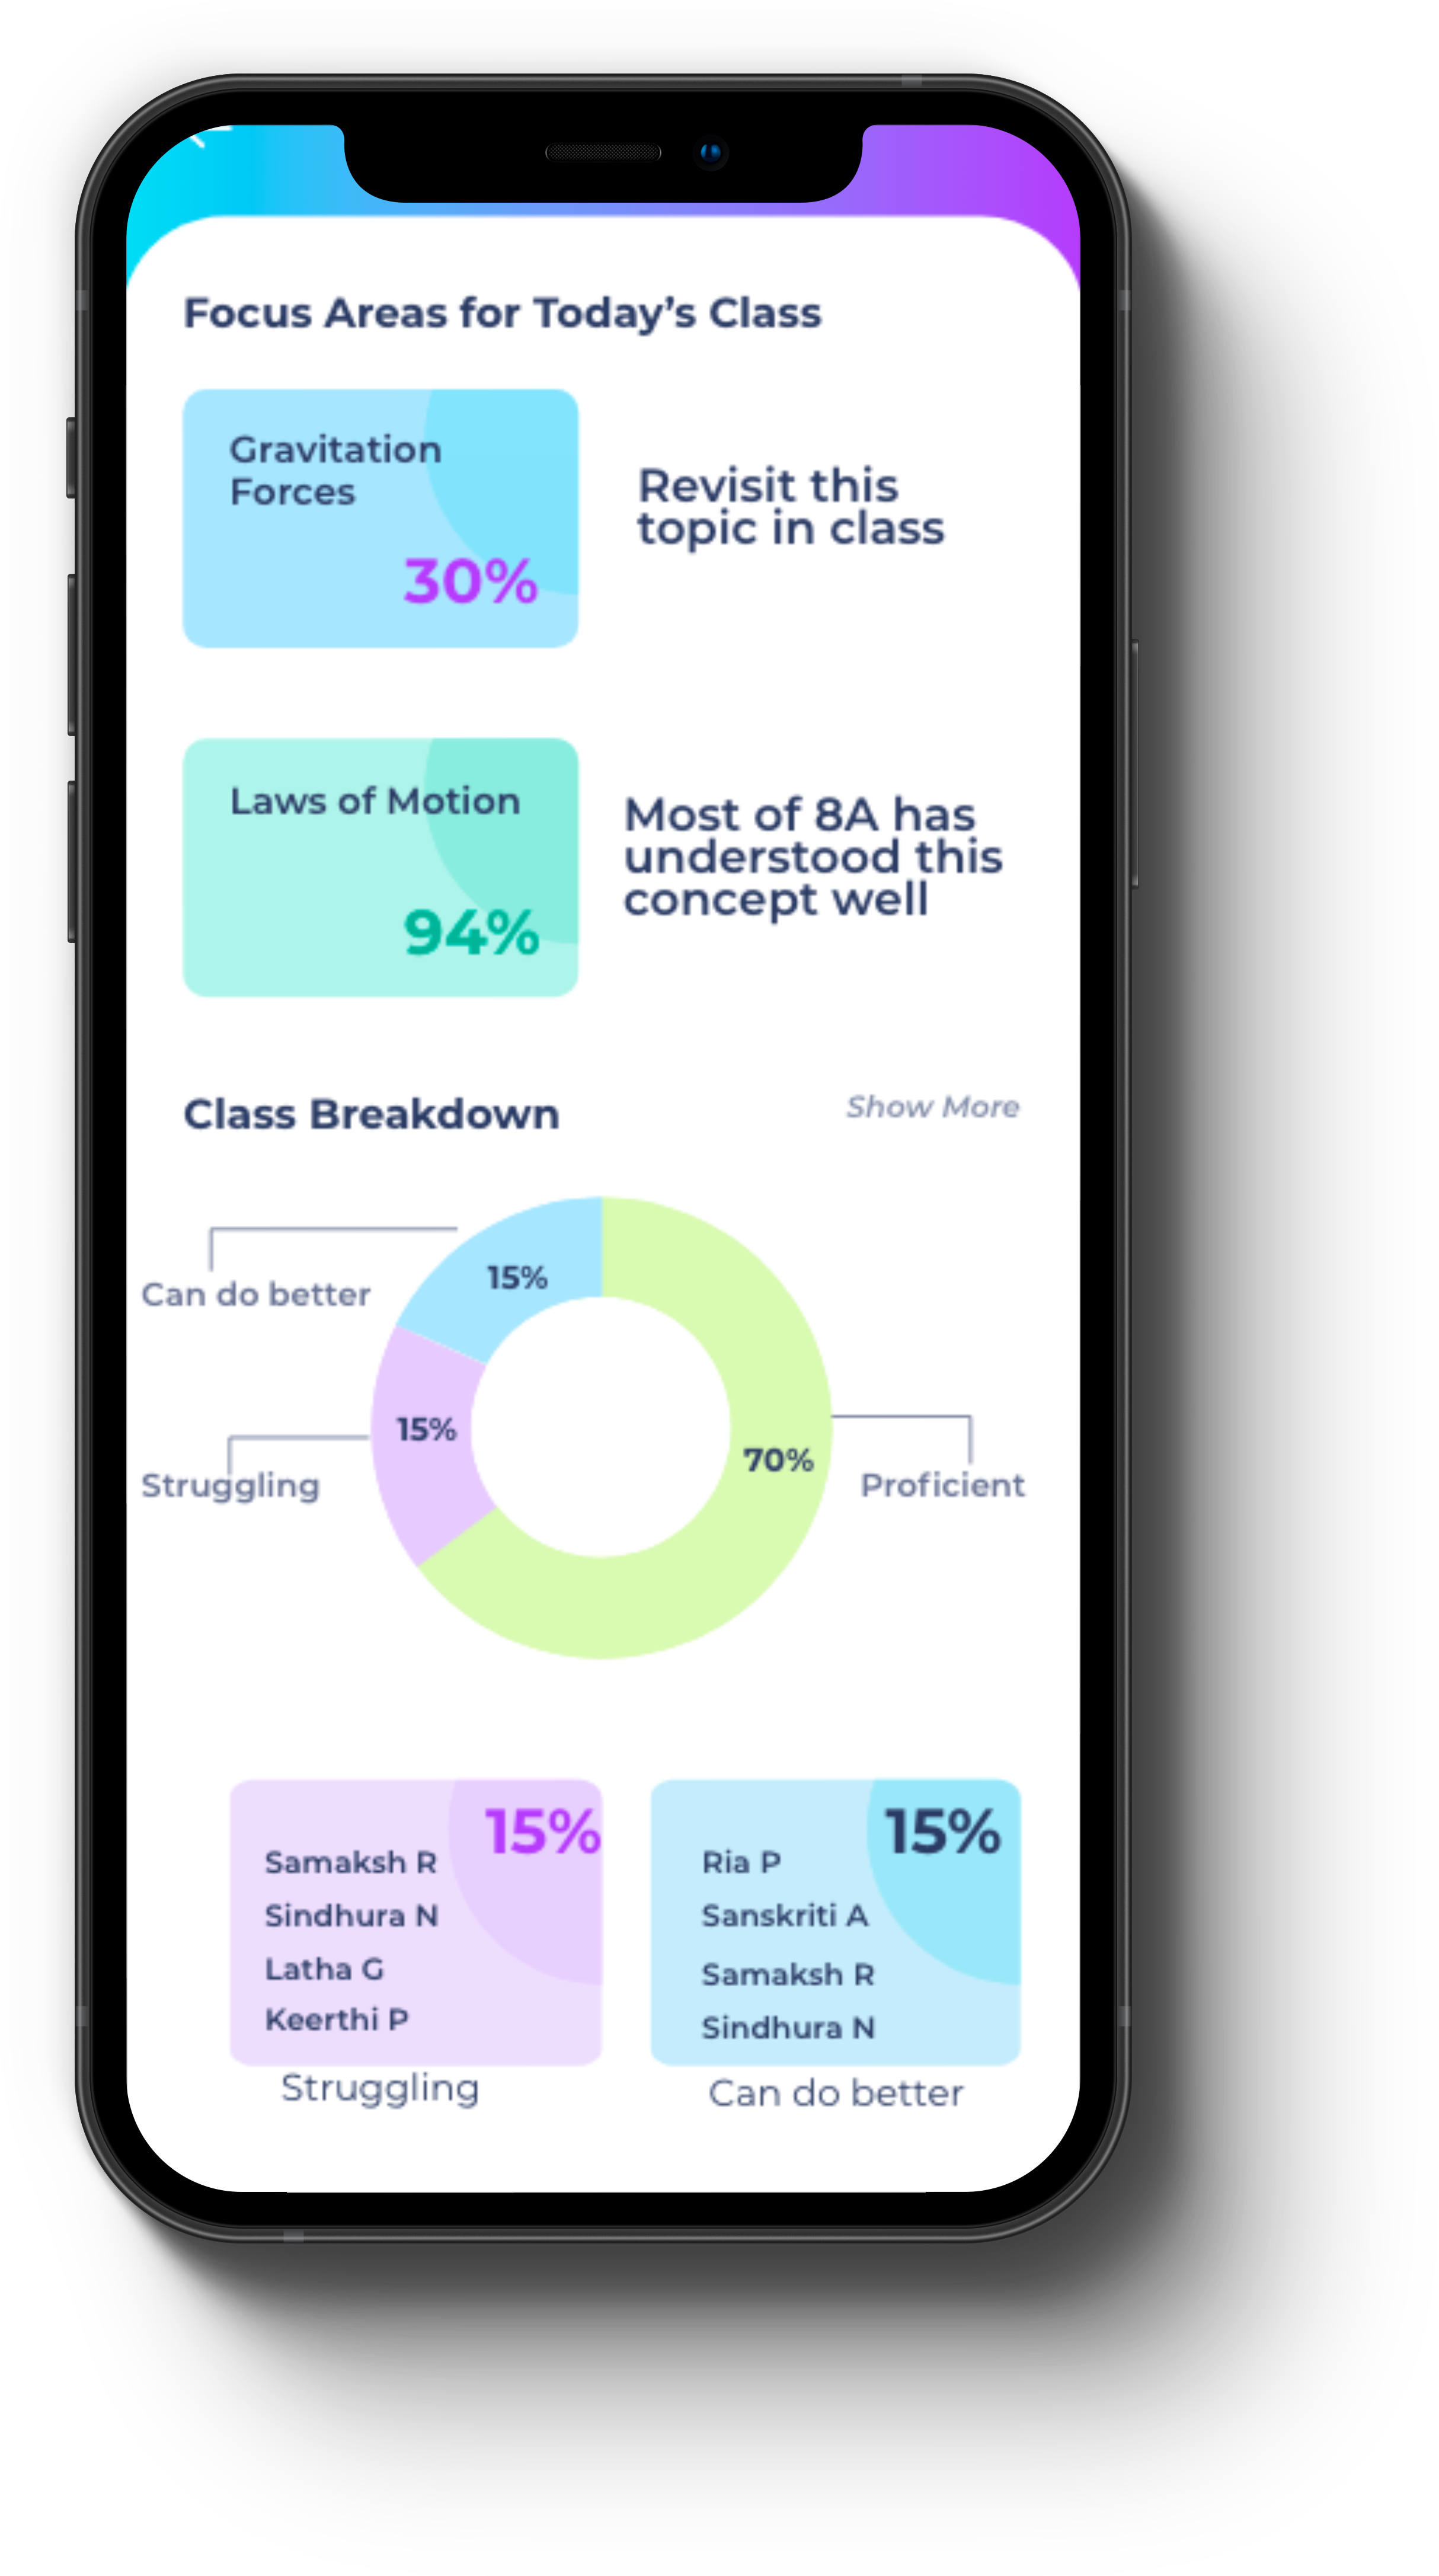 Focus Areas for Today’s Class
Gravitation
Forces
30%
Revisit this
topic in class
Laws of Motion
94%
Most of 8A has
understood this
concept well
Class Breakdown
Show More
15%
Can do better
15%
Struggling
70%
Proficient
15%
Samaksh R
Sindhura N
Latha G
Keerthi P
Struggling
15%
Ria P
Sanskriti A
Samaksh R
Sindhura N
Can do better